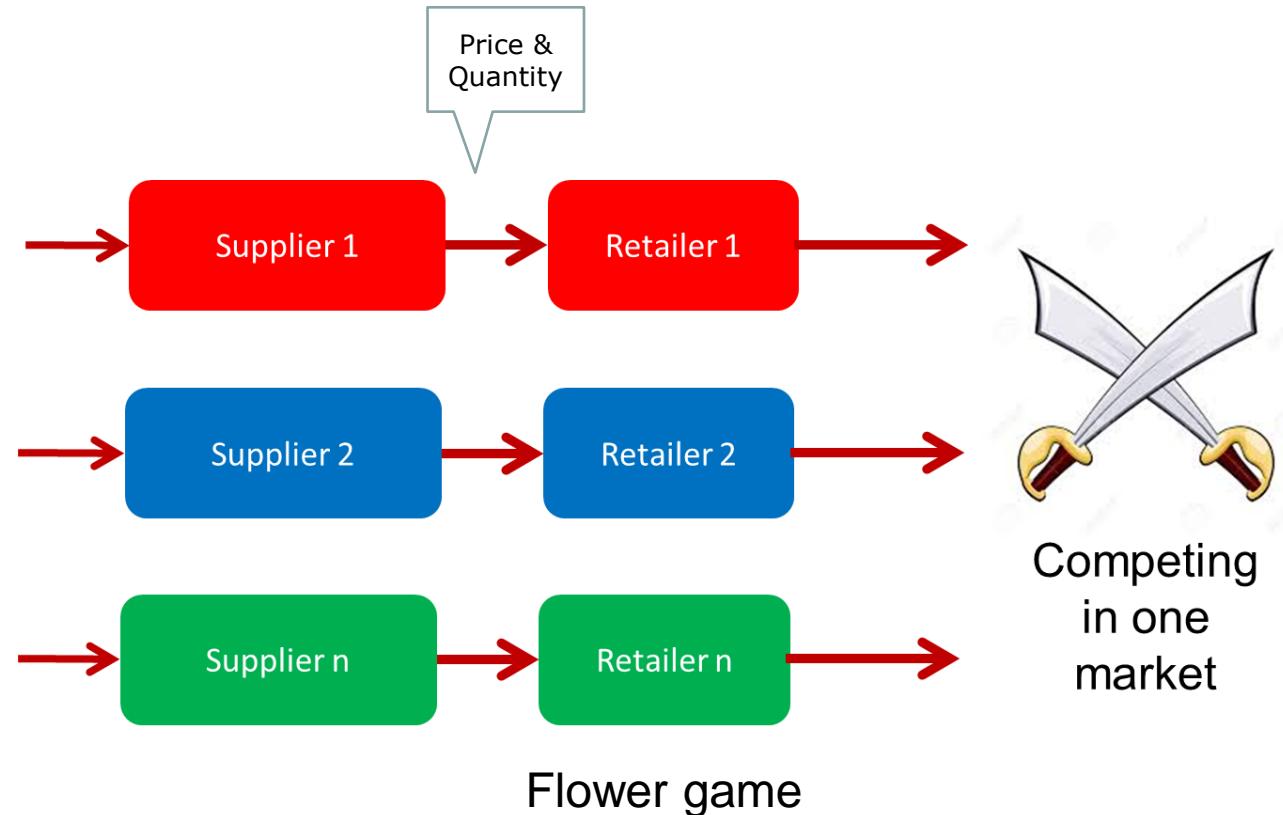 Price &
Quantity
Supplier 1
Retailer 1
Supplier 2
Retailer 2
Supplier n
Retailer n
Competing
in one
market
Flower game